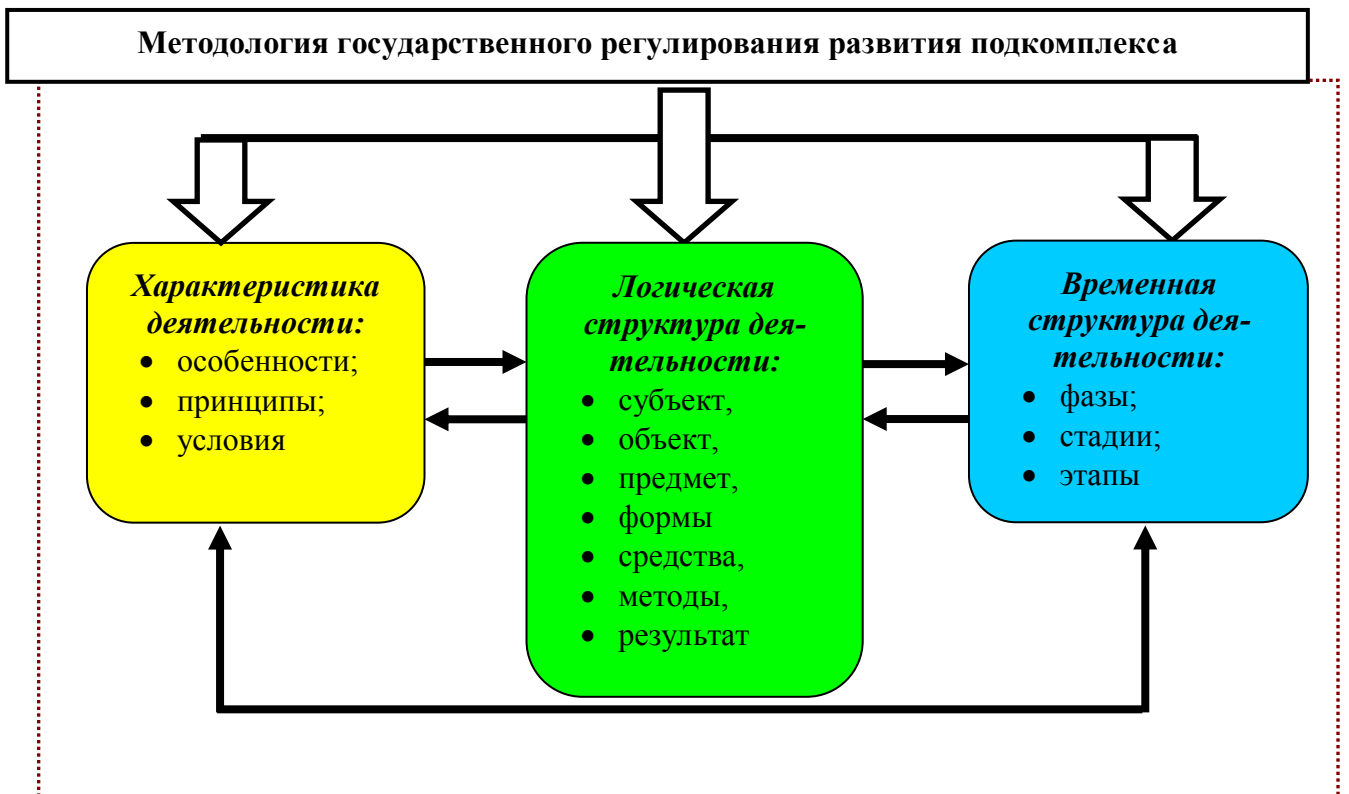 Методология государственного регулирования развития подкомплекса
Характеристика
деятельности:
• особенности;
• принципы;
• условия
Логическая
структура дея-
тельности:
• субъект,
• объект,
• предмет,
• формы
• средства,
• методы,
• результат
Временная
структура дея-
тельности:
• фазы;
• стадии;
• этапы